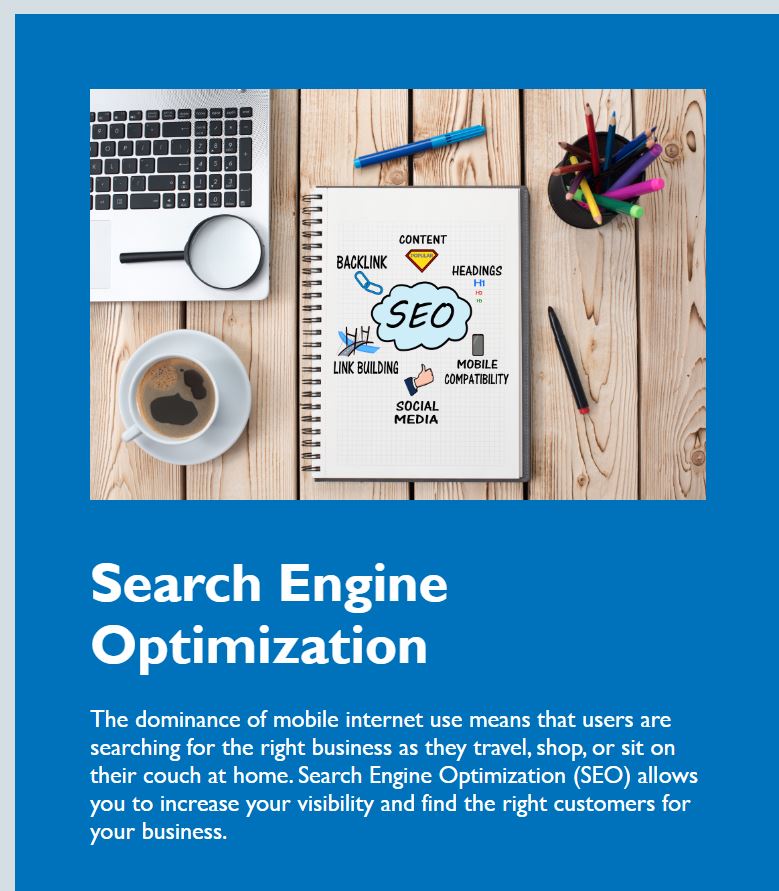 CONTENT
POPULAR
BACKLINK
HEADINGS
H1
H2
H3
SEO
LINK BUILDING
MOBILE
COMPATIBILITY
SOCIAL
MEDIA
Search Engine
Optimization
The dominance of mobile internet use means that users are
searching for the right business as they travel, shop, or sit on
their couch at home. Search Engine Optimization (SEO) allows
you to increase your visibility and find the right customers for
your business.